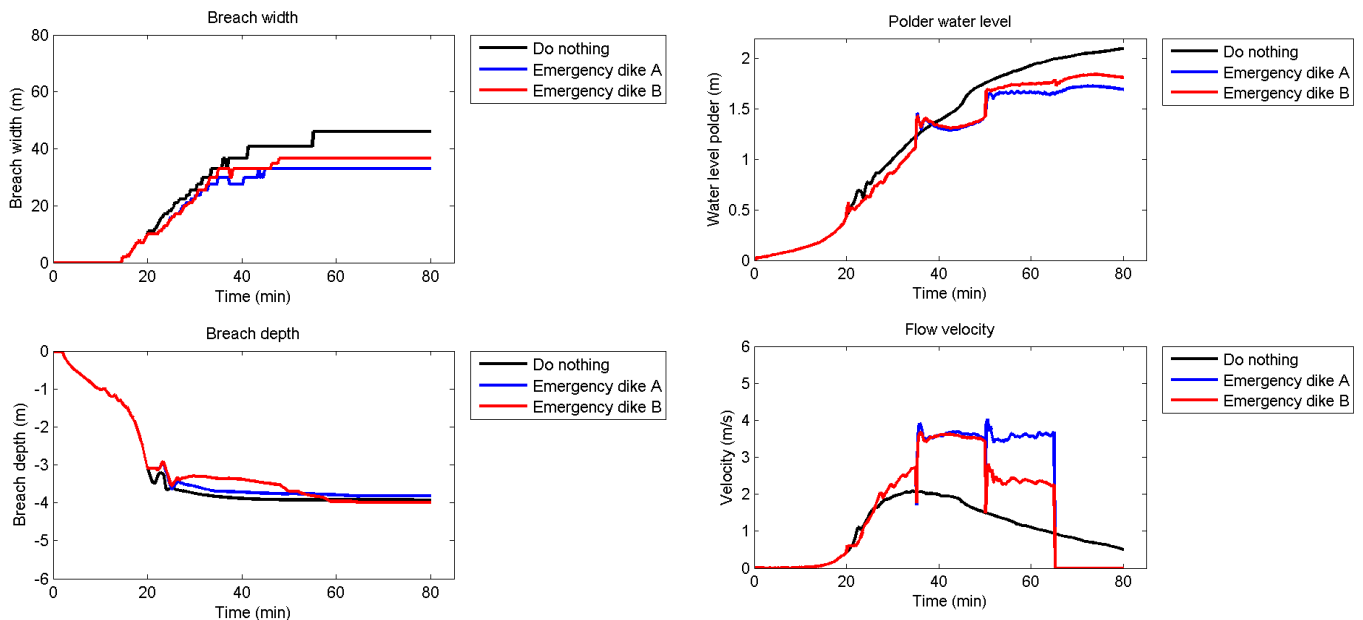 Breach width
80
60
40
20
0
Breach width (m)
0 20 40 60 80
Time (min)
Do nothing
Emergency dike A
Emergency dike B
Polder water level
2
1.5
1
0.5
0
Water level polder (m)
0 20 40 60 80
Time (min)
Do nothing
Emergency dike A
Emergency dike B
Breach depth
0
-1
-2
-3
-4
-5
-6
Breach depth (m)
0 20 40 60 80
Time (min)
Do nothing
Emergency dike A
Emergency dike B
Flow velocity
6
5
4
3
2
1
0
Velocity (m/s)
0 20 40 60 80
Time (min)
Do nothing
Emergency dike A
Emergency dike B